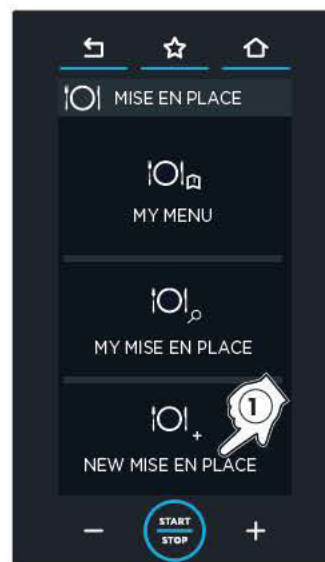 MISE EN PLACE
MY MENU
MY MISE EN PLACE
1
NEW MISE EN PLACE
− START STOP +